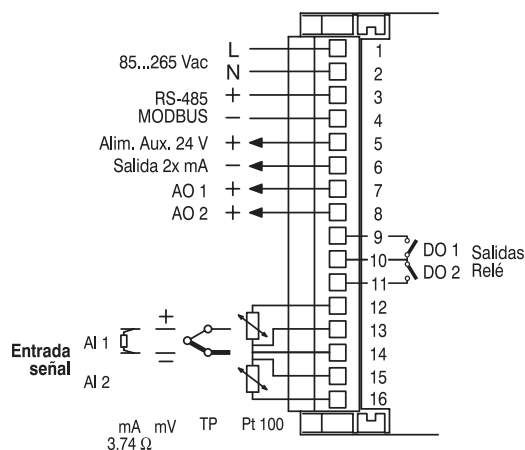 L 1
85...265 Vac
N 2
RS-485 + 3
MODBUS − 4
Alim. Aux. 24 V + 5
Salida 2x mA − 6
AO 1 + 7
AO 2 + 8
9
DO 1 Salidas
10
DO 2 Relé
11
12
+ 13
AI 1
Entrada
señal
− 14
AI 2 15
16
mA mV TP Pt 100
3.74 Ω